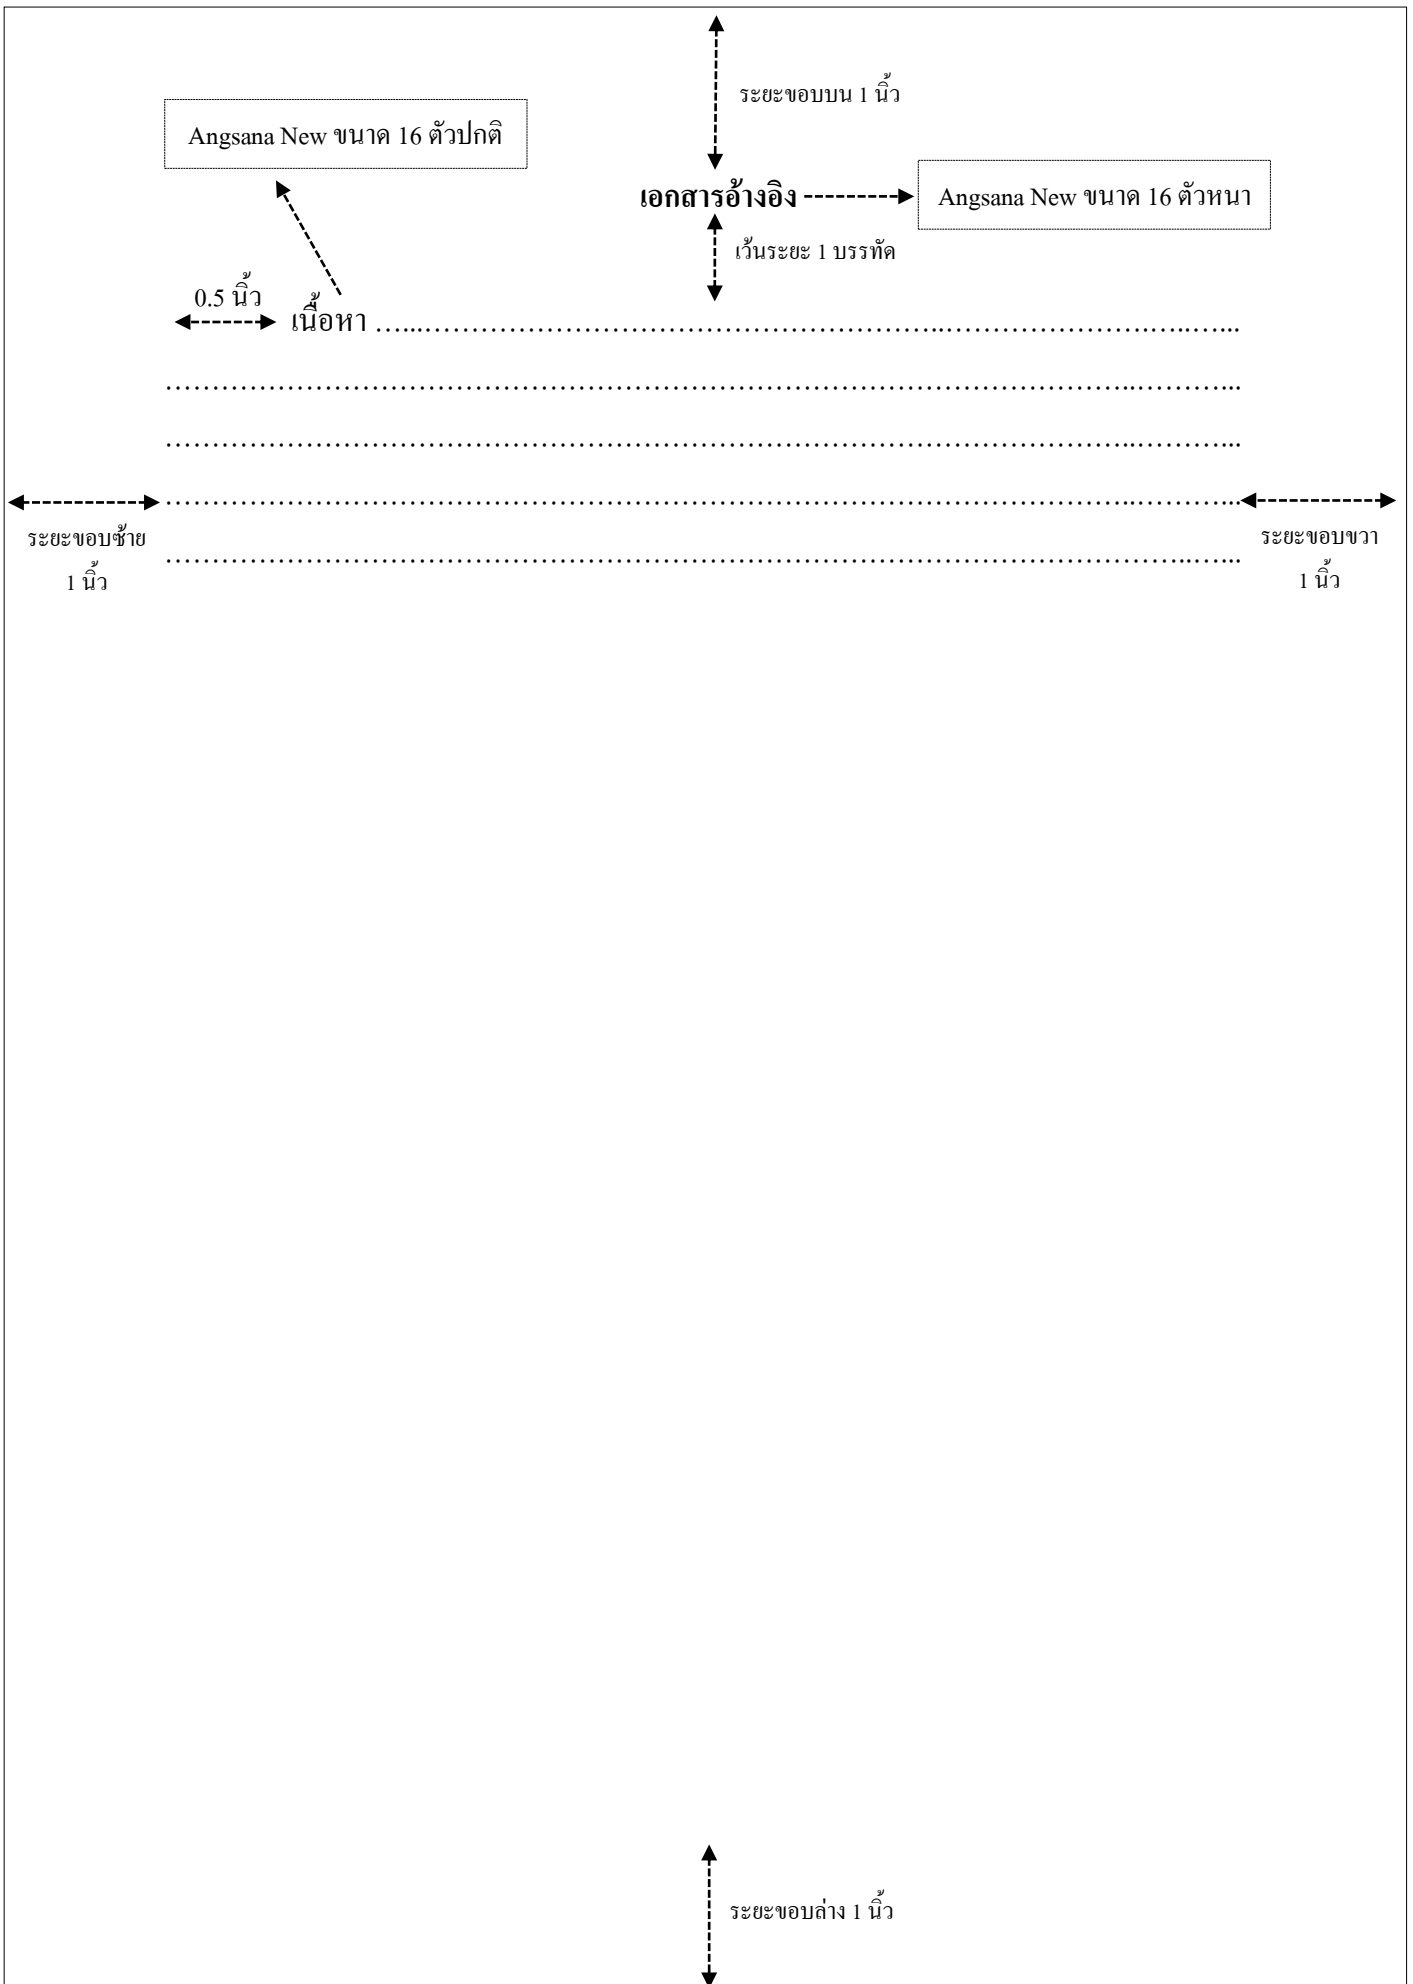 ระยะขอบบน 1 นิ้ว
Angsana New ขนาด 16 ตัวปกติ
เอกสารอ้างอิง
Angsana New ขนาด 16 ตัวหนา
เว้นระยะ 1 บรรทัด
0.5 นิ้ว
เนื้อหา …...………………………………………………..………………….…..…...
……………………………………………………………………………………..………...
……………………………………………………………………………………..………...
……………………………………………………………………………………..………...
ระยะขอบซ้าย
1 นิ้ว
ระยะขอบขวา
1 นิ้ว
…………………………………………………………………………………………..…...
ระยะขอบล่าง 1 นิ้ว